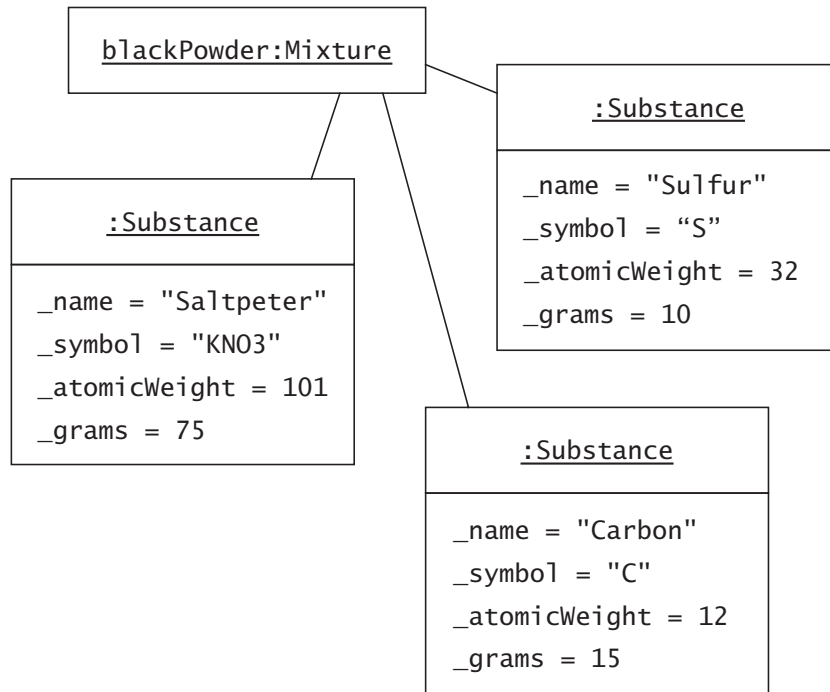 blackPowder:Mixture
:Substance
_name = "Sulfur"
_symbol = “S”
_atomicWeight = 32
_grams = 10
:Substance
_name = "Saltpeter"
_symbol = "KNO3"
_atomicWeight = 101
_grams = 75
:Substance
_name = "Carbon"
_symbol = "C"
_atomicWeight = 12
_grams = 15